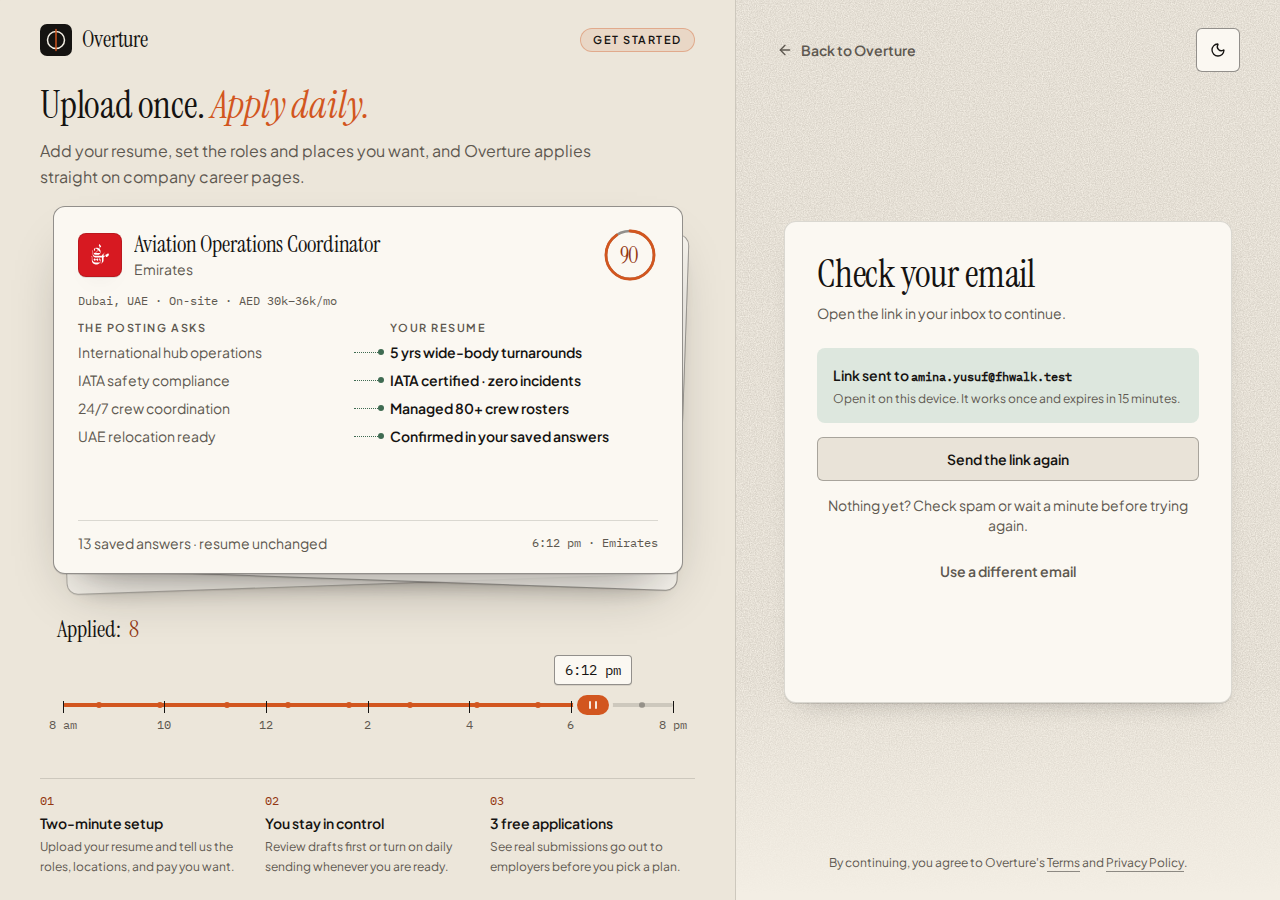 Overture
GET STARTED
Upload once. Apply daily.
Add your resume, set the roles and places you want, and Overture applies
straight on company career pages.
Aviation Operations Coordinator
Emirates
90
Dubai, UAE · On-site · AED 30k–36k/mo
THE POSTING ASKS
YOUR RESUME
International hub operations
5 yrs wide-body turnarounds
IATA safety compliance
IATA certified · zero incidents
24/7 crew coordination
Managed 80+ crew rosters
UAE relocation ready
Confirmed in your saved answers
13 saved answers · resume unchanged
6:12 pm · Emirates
Applied: 8
6:12 pm
8 am 10 12 2 4 6 8 pm
01
Two-minute setup
Upload your resume and tell us the
roles, locations, and pay you want.
02
You stay in control
Review drafts first or turn on daily
sending whenever you are ready.
03
3 free applications
See real submissions go out to
employers before you pick a plan.
Back to Overture
Check your email
Open the link in your inbox to continue.
Link sent to amina.yusuf@fhwalk.test
Open it on this device. It works once and expires in 15 minutes.
Send the link again
Nothing yet? Check spam or wait a minute before trying
again.
Use a different email
By continuing, you agree to Overture's Terms and Privacy Policy.